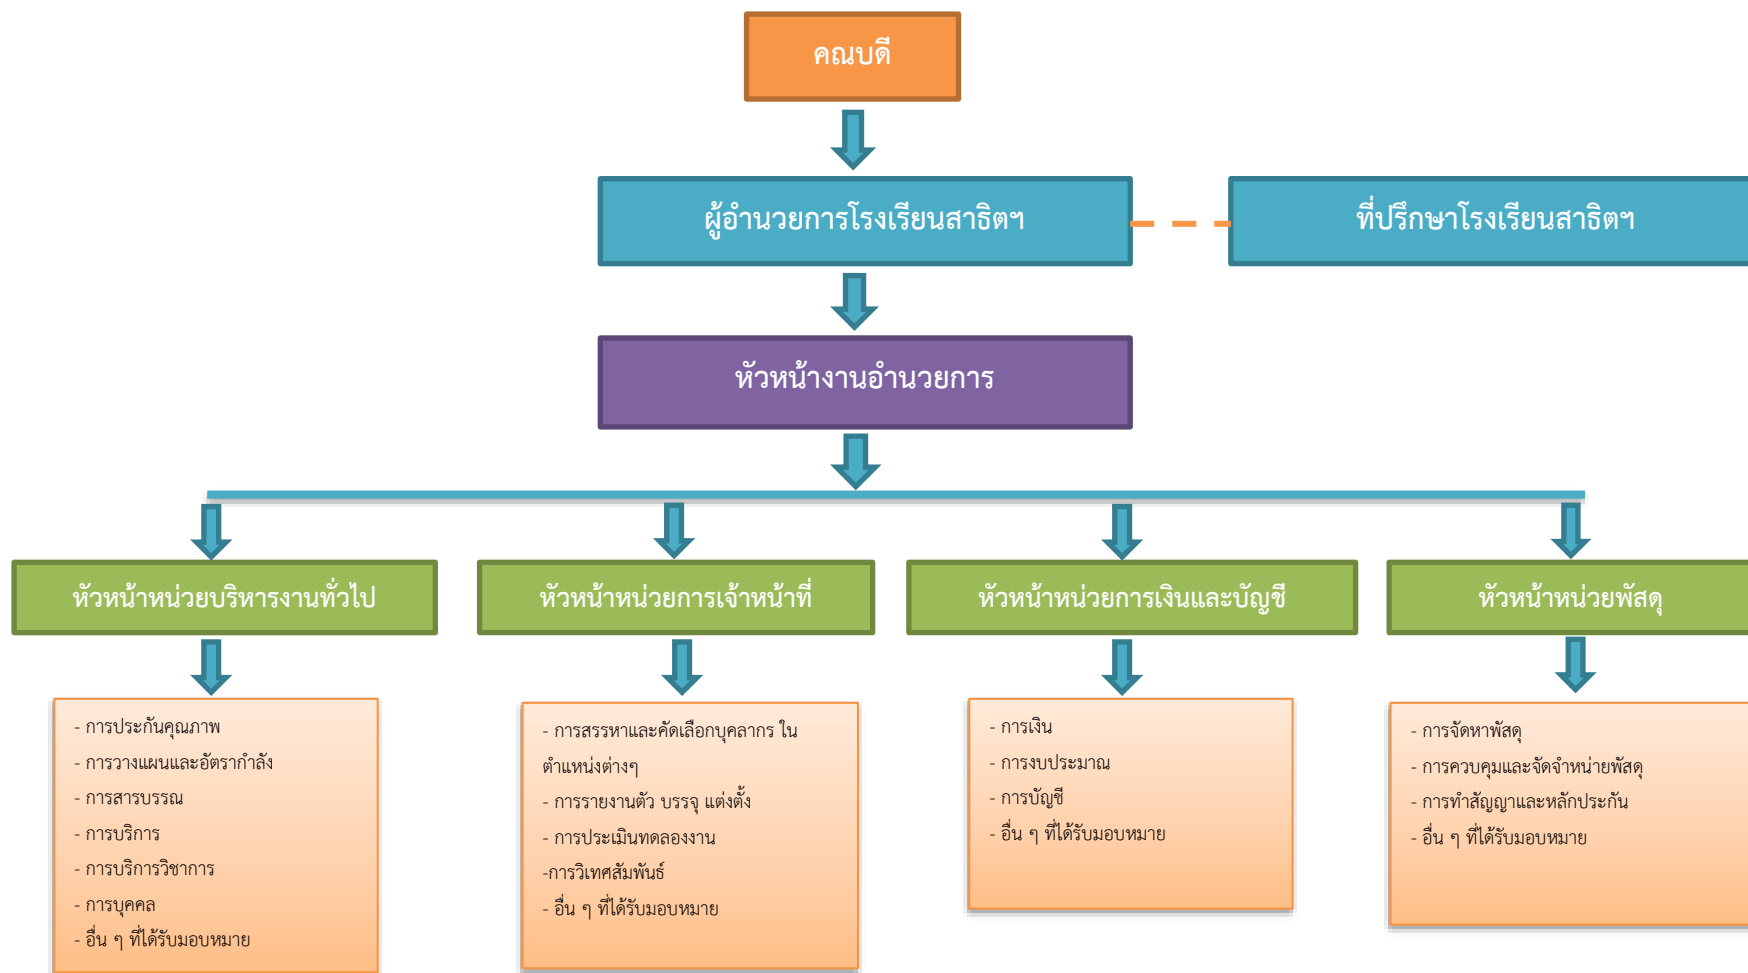 คณบดี
ผู้อำนวยการโรงเรียนสาธิตฯ
ที่ปรึกษาโรงเรียนสาธิตฯ
หัวหน้างานอำนวยการ
หัวหน้าหน่วยบริหารงานทั่วไป
หัวหน้าหน่วยการเจ้าหน้าที่
หัวหน้าหน่วยการเงินและบัญชี
หัวหน้าหน่วยพัสดุ
- การประกันคุณภาพ
- การวางแผนและอัตรากำลัง
- การสารบรรณ
- การบริการ
- การบริการวิชาการ
- การบุคคล
- อื่น ๆ ที่ได้รับมอบหมาย
- การสรรหาและคัดเลือกบุคลากร ใน
ตำแหน่งต่างๆ
- การรายงานตัว บรรจุ แต่งตั้ง
- การประเมินทดลองงาน
-การวิเทศสัมพันธ์
- อื่น ๆ ที่ได้รับมอบหมาย
- การเงิน
- การงบประมาณ
- การบัญชี
- อื่น ๆ ที่ได้รับมอบหมาย
- การจัดหาพัสดุ
- การควบคุมและจัดจำหน่ายพัสดุ
- การทำสัญญาและหลักประกัน
- อื่น ๆ ที่ได้รับมอบหมาย